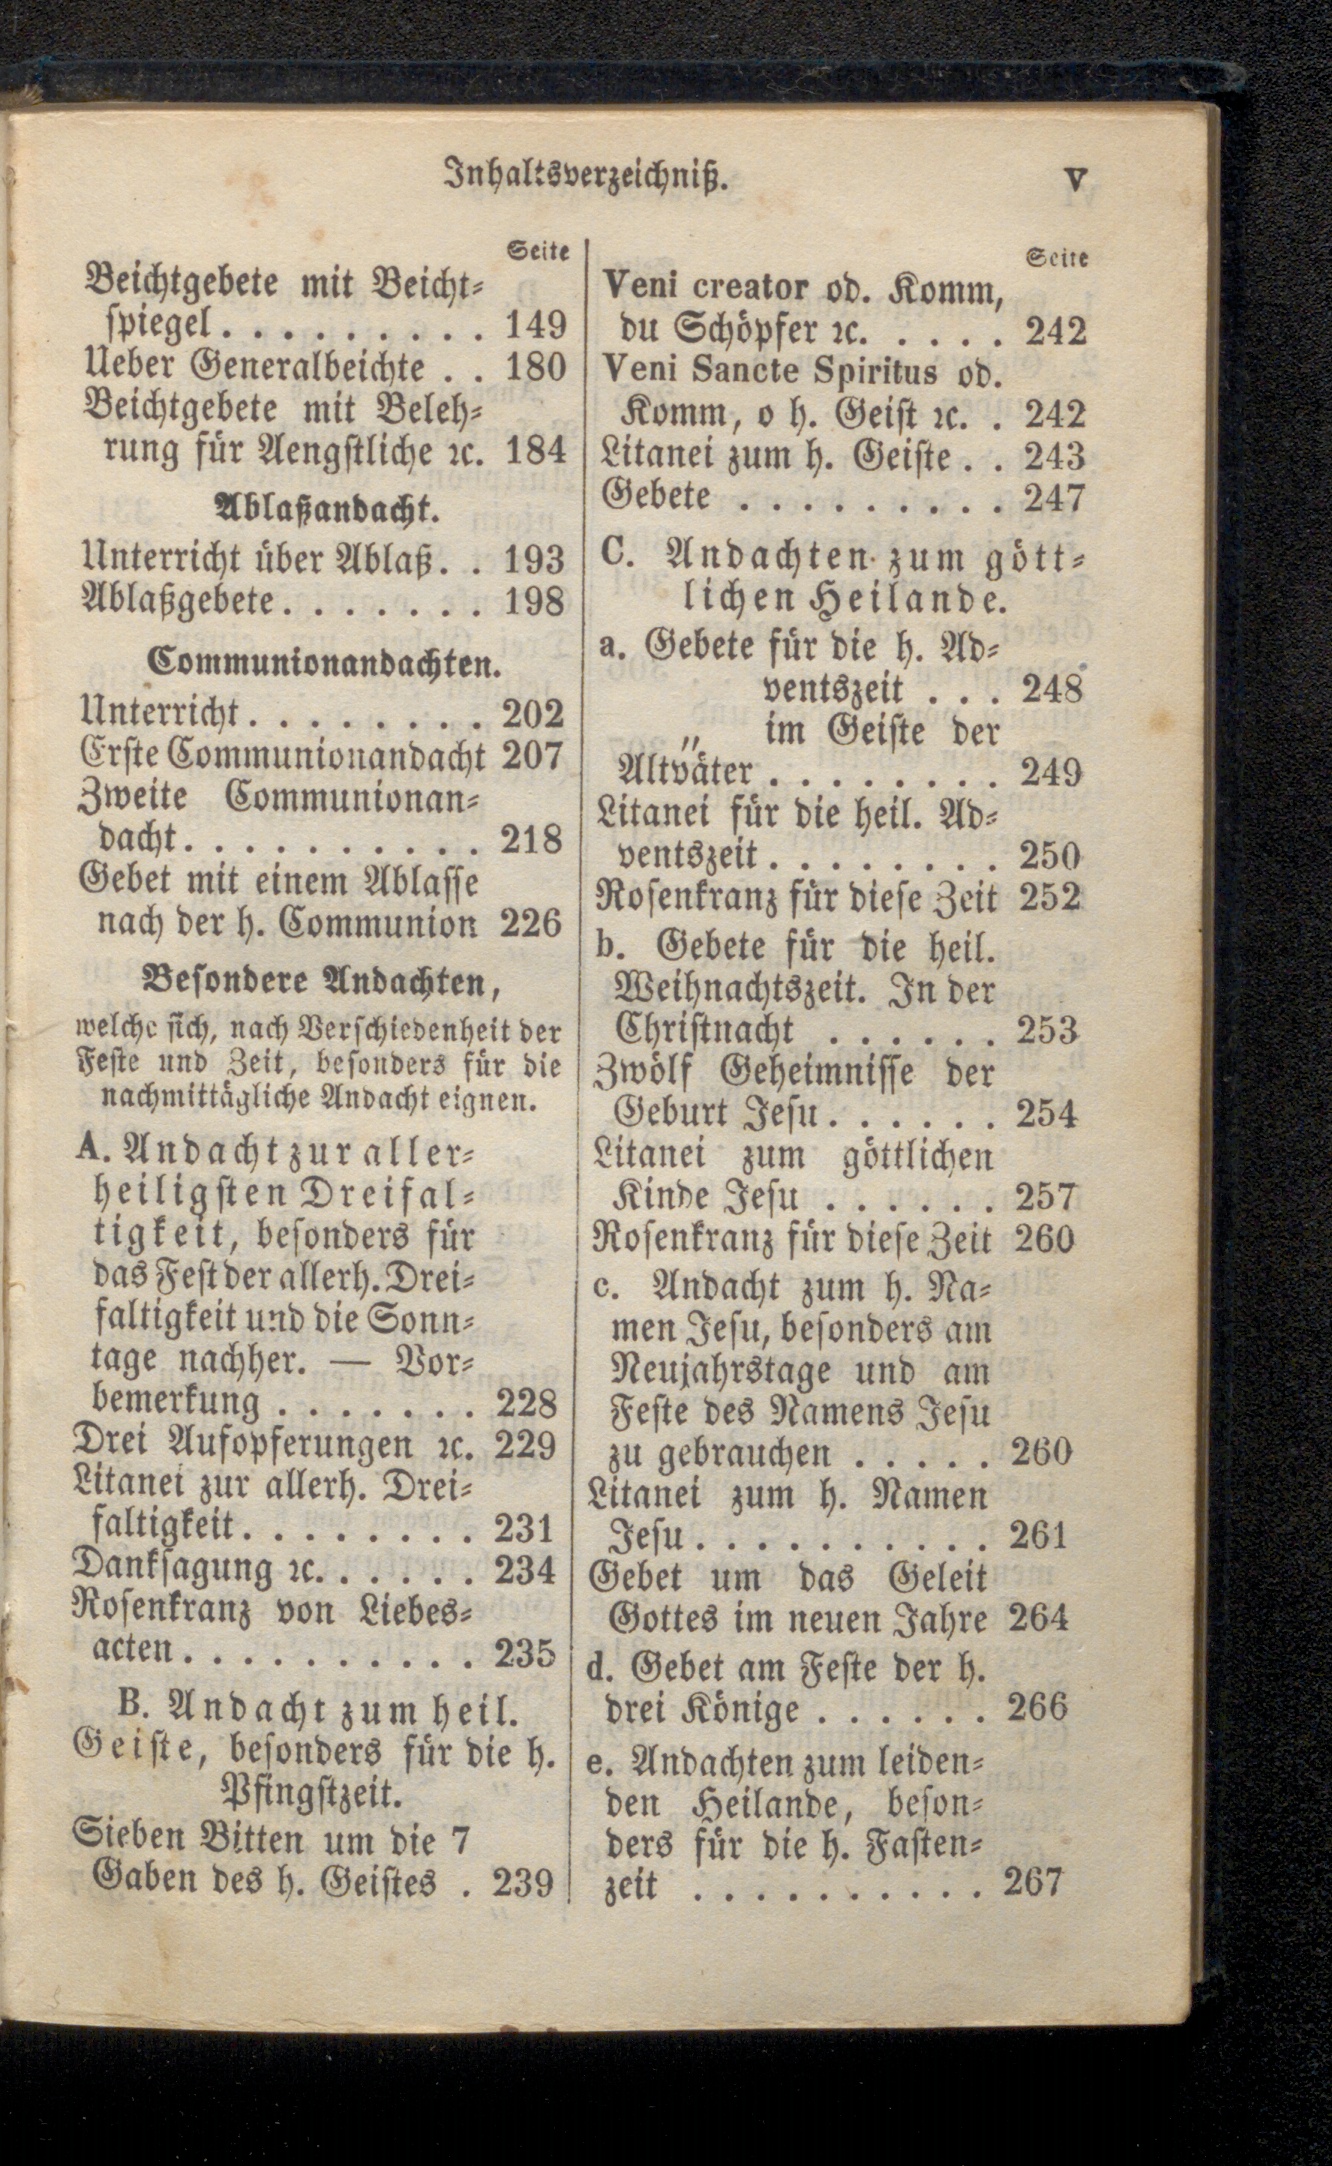 Inhaltsverzeichniß.
V
Seite
Beichtgebete mit Beicht⸗
spiegel. . . . . . . . . 149
Ueber Generalbeichte . . 180
Beichtgebete mit Beleh⸗
rung für Aengstliche ꝛc. 184
Ablaßandacht.
Unterricht über Ablaß. . 193
Ablaßgebete. . . . . . . 198
Communionandachten.
Unterricht. . . . . . . . 202
Erste Communionandacht 207
Zweite Communionan⸗
dacht. . . . . . . . . . 218
Gebet mit einem Ablasse
nach der h. Communion 226
Besondere Andachten,
welche sich, nach Verschiedenheit der
Feste und Zeit, besonders für die
nachmittägliche Andacht eignen.
A. Andacht zur aller⸗
heiligsten Dreifal⸗
tigkeit, besonders für
das Fest der allerh. Drei⸗
faltigkeit und die Sonn⸗
tage nachher. — Vor⸗
bemerkung . . . . . . . 228
Drei Aufopferungen ꝛc. 229
Litanei zur allerh. Drei⸗
faltigkeit. . . . . . . . 231
Danksagung ꝛc. . . . . . 234
Rosenkranz von Liebes⸗
acten. . . . . . . . . . 235
B. Andacht zum heil.
Geiste, besonders für die h.
Pfingstzeit.
Sieben Bitten um die 7
Gaben des h. Geistes . 239
Seite
Veni creator od. Komm,
du Schöpfer ꝛc. . . . . 242
Veni Sancte Spiritus od.
Komm, o h. Geist ꝛc. . 242
Litanei zum h. Geiste . . 243
Gebete . . . . . . . . . 247
C. Andachten zum gött⸗
lichen Heilande.
a. Gebete für die h. Ad⸗
ventszeit . . . 248
„ im Geiste der
Altväter . . . . . . . . 249
Litanei für die heil. Ad⸗
ventszeit . . . . . . . . 250
Rosenkranz für diese Zeit 252
b. Gebete für die heil.
Weihnachtszeit. In der
Christnacht . . . . . . 253
Zwölf Geheimnisse der
Geburt Jesu. . . . . . 254
Litanei zum göttlichen
Kinde Jesu . . . . . . 257
Rosenkranz für diese Zeit 260
c. Andacht zum h. Na⸗
men Jesu, besonders am
Neujahrstage und am
Feste des Namens Jesu
zu gebrauchen . . . . . 260
Litanei zum h. Namen
Jesu. . . . . . . . . . 261
Gebet um das Geleit
Gottes im neuen Jahre 264
d. Gebet am Feste der h.
drei Könige . . . . . . 266
e. Andachten zum leiden⸗
den Heilande, beson⸗
ders für die h. Fasten⸗
zeit . . . . . . . . . . 267